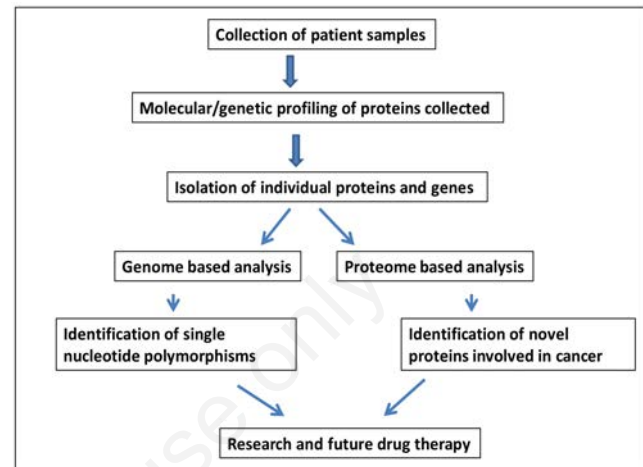 Collection of patient samples
Molecular/genetic profiling of proteins collected
Isolation of individual proteins and genes
Genome based analysis
Proteome based analysis
Identification of single
nucleotide polymorphisms
Identification of novel
proteins involved in cancer
Research and future drug therapy
use only